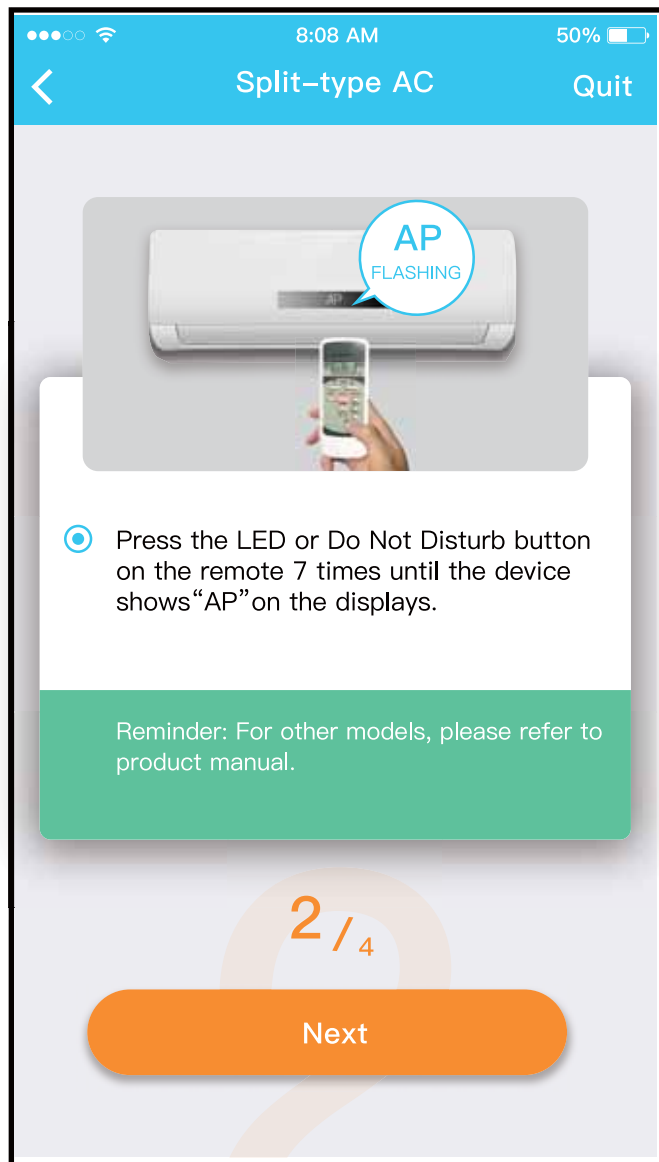 8:08 AM
50%
Split-type AC
Quit
AP
FLASHING
AP
Press the LED or Do Not Disturb button
on the remote 7 times until the device
shows“AP”on the displays.
Reminder: For other models, please refer to
product manual.
2/4
Next